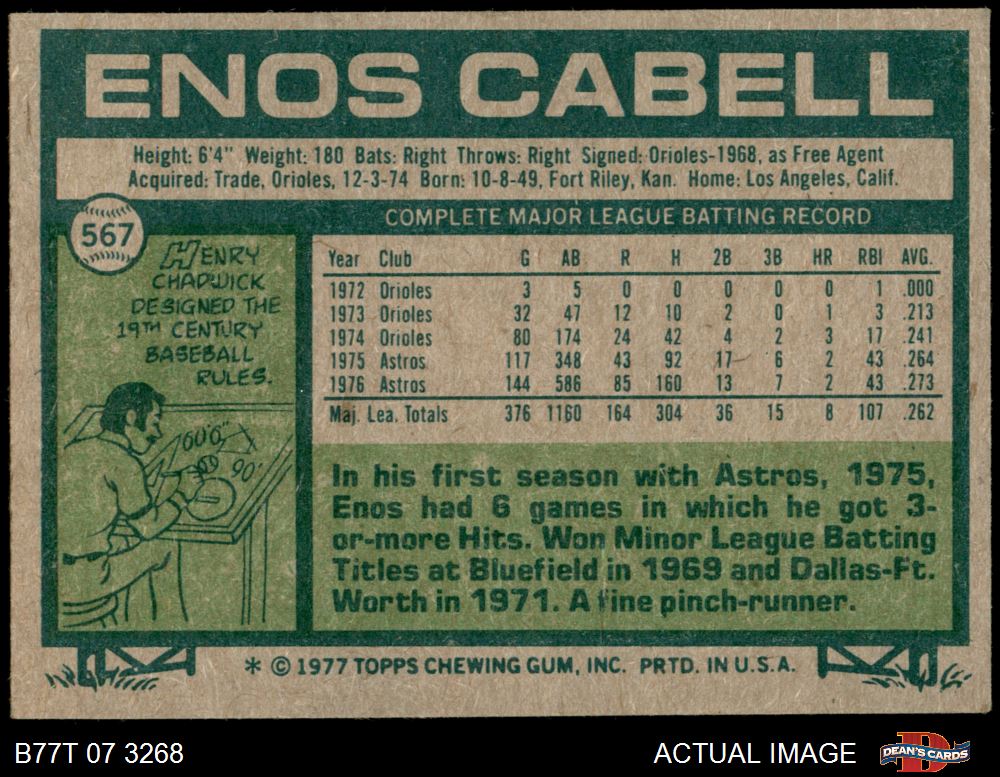 ENOS CABELL
Height: 6'4" Weight: 180 Bats: Right Throws: Right Signed: Orioles-1968, as Free Agent
Acquired: Trade, Orioles, 12-3-74 Born: 10-8-49, Fort Riley, Kan. Home: Los Angeles, Calif.
567
HENRY
CHADWICK
DESIGNED THE
19TH CENTURY
BASEBALL
RULES.
60'6"
90'
COMPLETE MAJOR LEAGUE BATTING RECORD
Year Club G AB R H 2B 3B HR RBI AVG.
1972 Orioles 3 5 0 0 0 0 0 1 .000
1973 Orioles 32 47 12 10 2 0 1 3 .213
1974 Orioles 80 174 24 42 4 2 3 17 .241
1975 Astros 117 348 43 92 17 6 2 43 .264
1976 Astros 144 586 85 160 13 7 2 43 .273
Maj. Lea. Totals 376 1160 164 304 36 15 8 107 .262
In his first season with Astros, 1975,
Enos had 6 games in which he got 3-
or-more Hits. Won Minor League Batting
Titles at Bluefield in 1969 and Dallas-Ft.
Worth in 1971. A fine pinch-runner.
* © 1977 TOPPS CHEWING GUM, INC. PRTD. IN U.S.A.
B77T 07 3268
ACTUAL IMAGE
D
DEAN'S CARDS